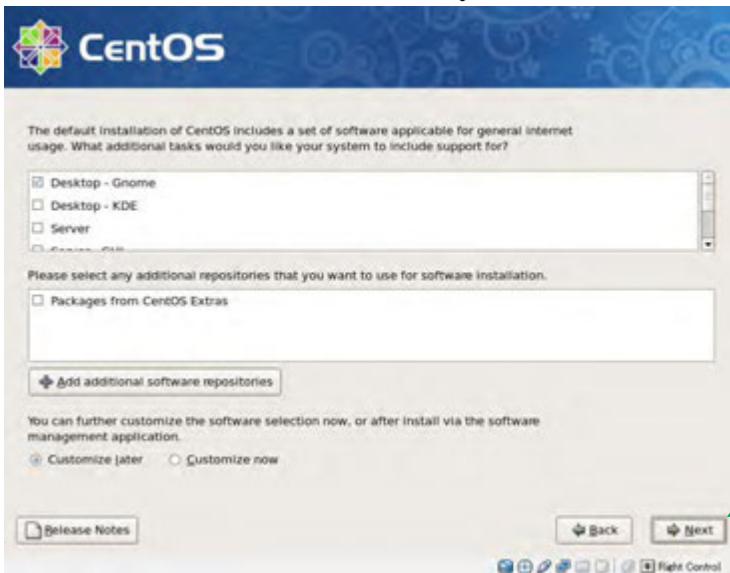 CentOS
The default installation of CentOS includes a set of software applicable for general internet
usage. What additional tasks would you like your system to include support for?
Desktop - Gnome
Desktop - KDE
Server
Please select any additional repositories that you want to use for software installation.
Packages from CentOS Extras
Add additional software repositories
You can further customize the software selection now, or after install via the software
management application.
Customize later Customize now
Release Notes Back Next
Right Control